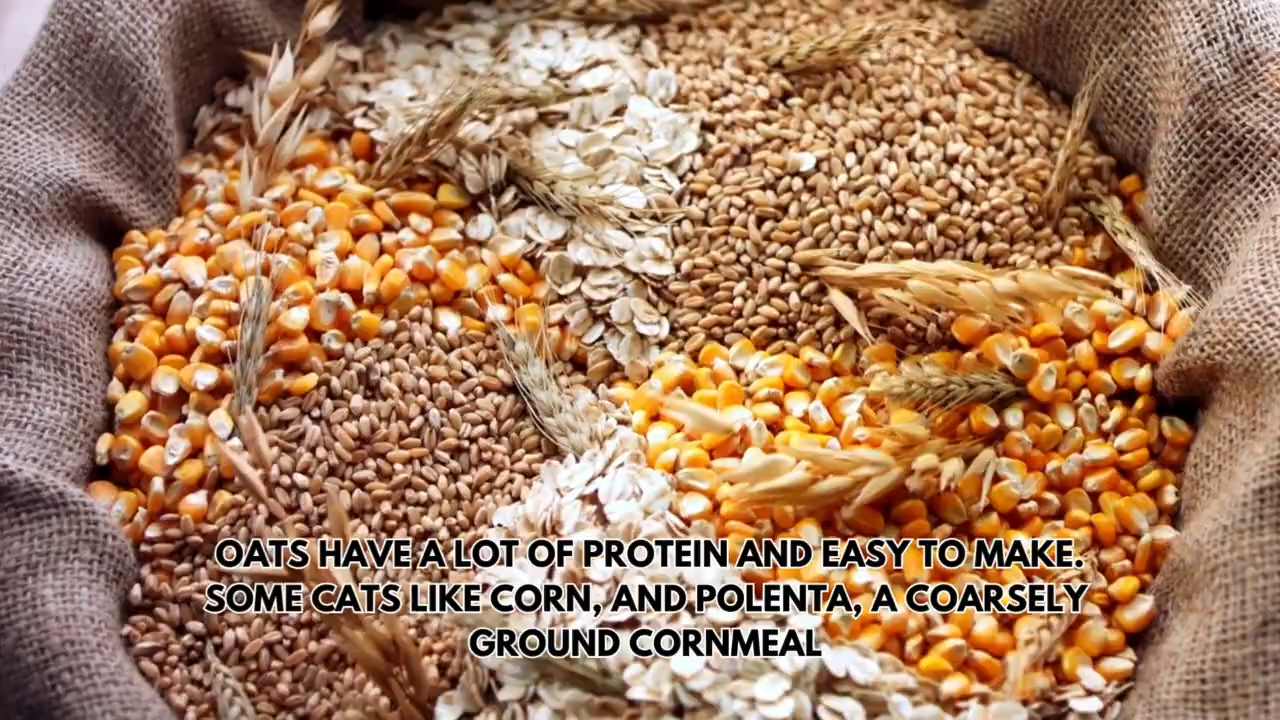 OATS HAVE A LOT OF PROTEIN AND EASY TO MAKE.
SOME CATS LIKE CORN, AND POLENTA, A COARSELY
GROUND CORNMEAL